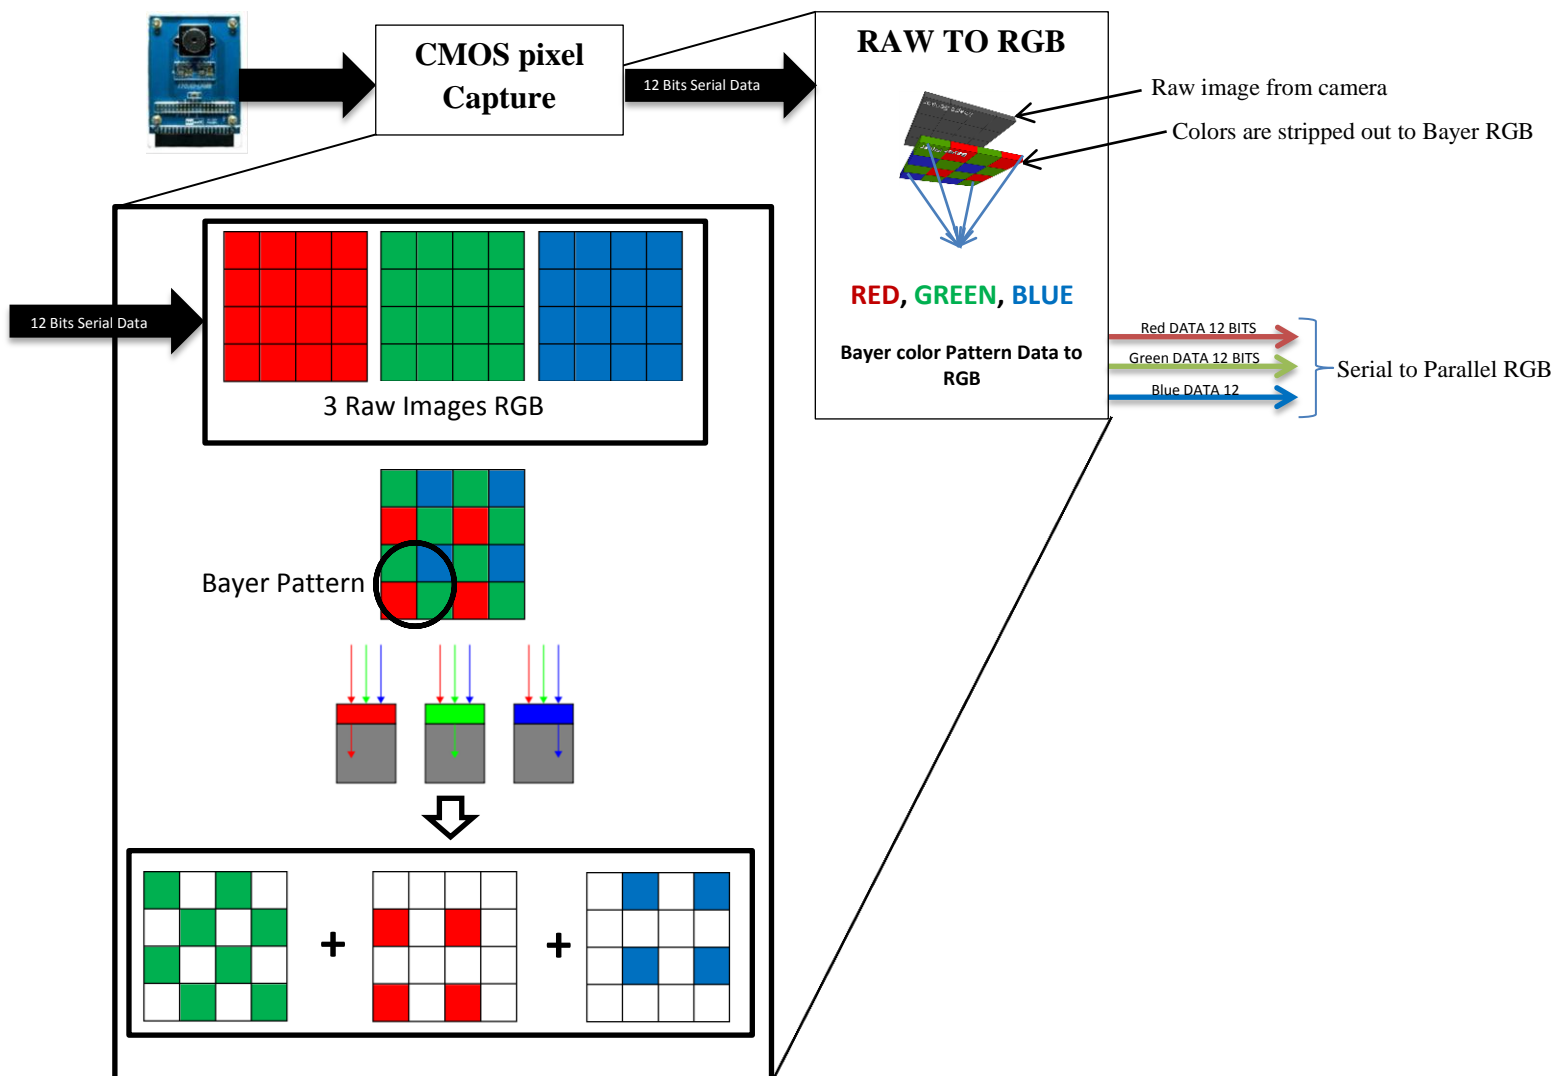 CMOS pixel
Capture
12 Bits Serial Data
RAW TO RGB
Raw image from camera
Colors are stripped out to Bayer RGB
RED, GREEN, BLUE
Bayer color Pattern Data to
RGB
Red DATA 12 BITS
Green DATA 12 BITS
Blue DATA 12
Serial to Parallel RGB
12 Bits Serial Data
3 Raw Images RGB
Bayer Pattern
+
+